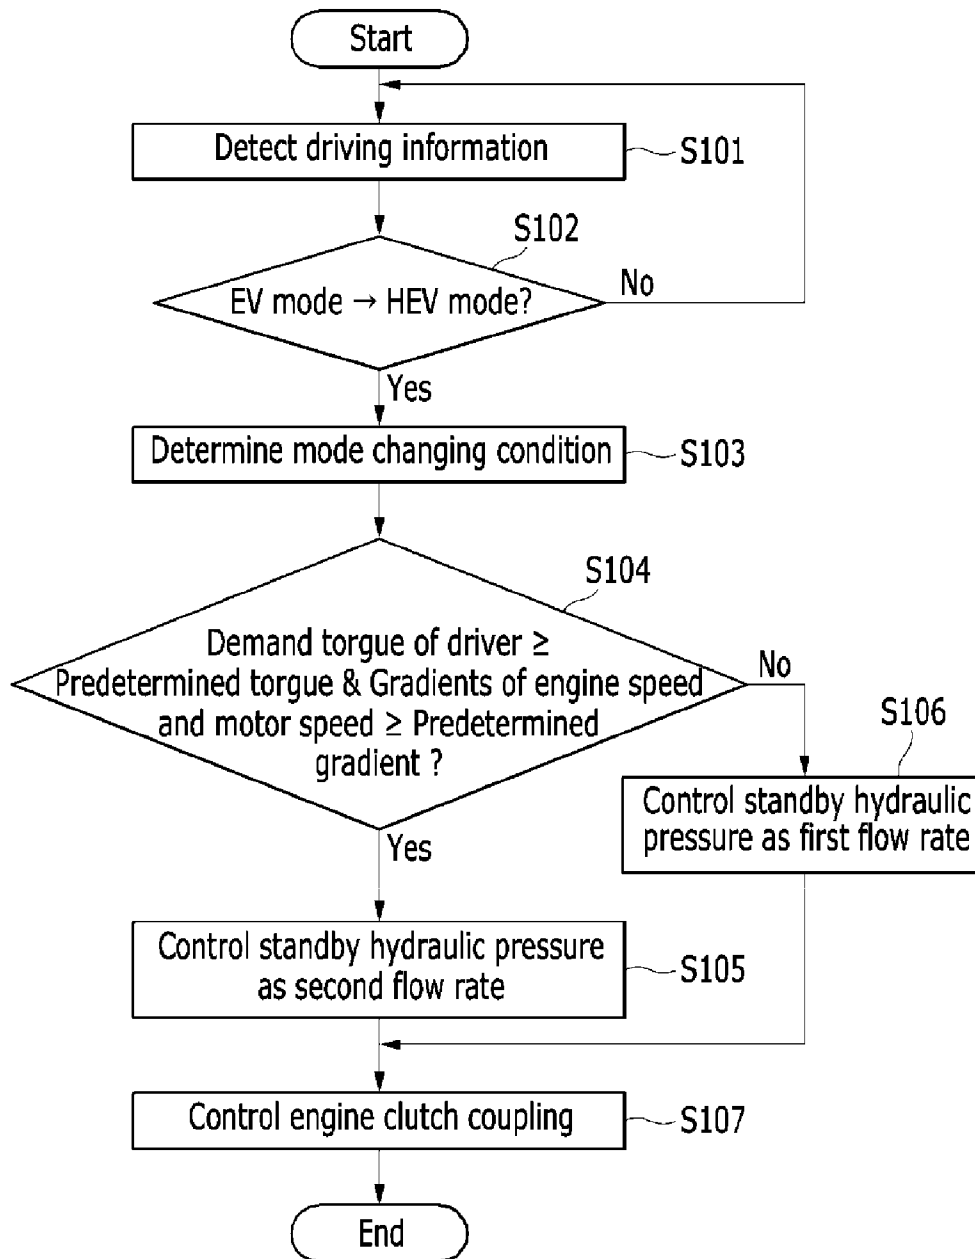 Start
Detect driving information
S101
S102
EV mode → HEV mode?
No
Yes
Determine mode changing condition
S103
S104
Demand torgue of driver ≥
Predetermined torgue & Gradients of engine speed
and motor speed ≥ Predetermined
gradient ?
No
S106
Control standby hydraulic
pressure as first flow rate
Yes
Control standby hydraulic pressure
as second flow rate
S105
Control engine clutch coupling
S107
End